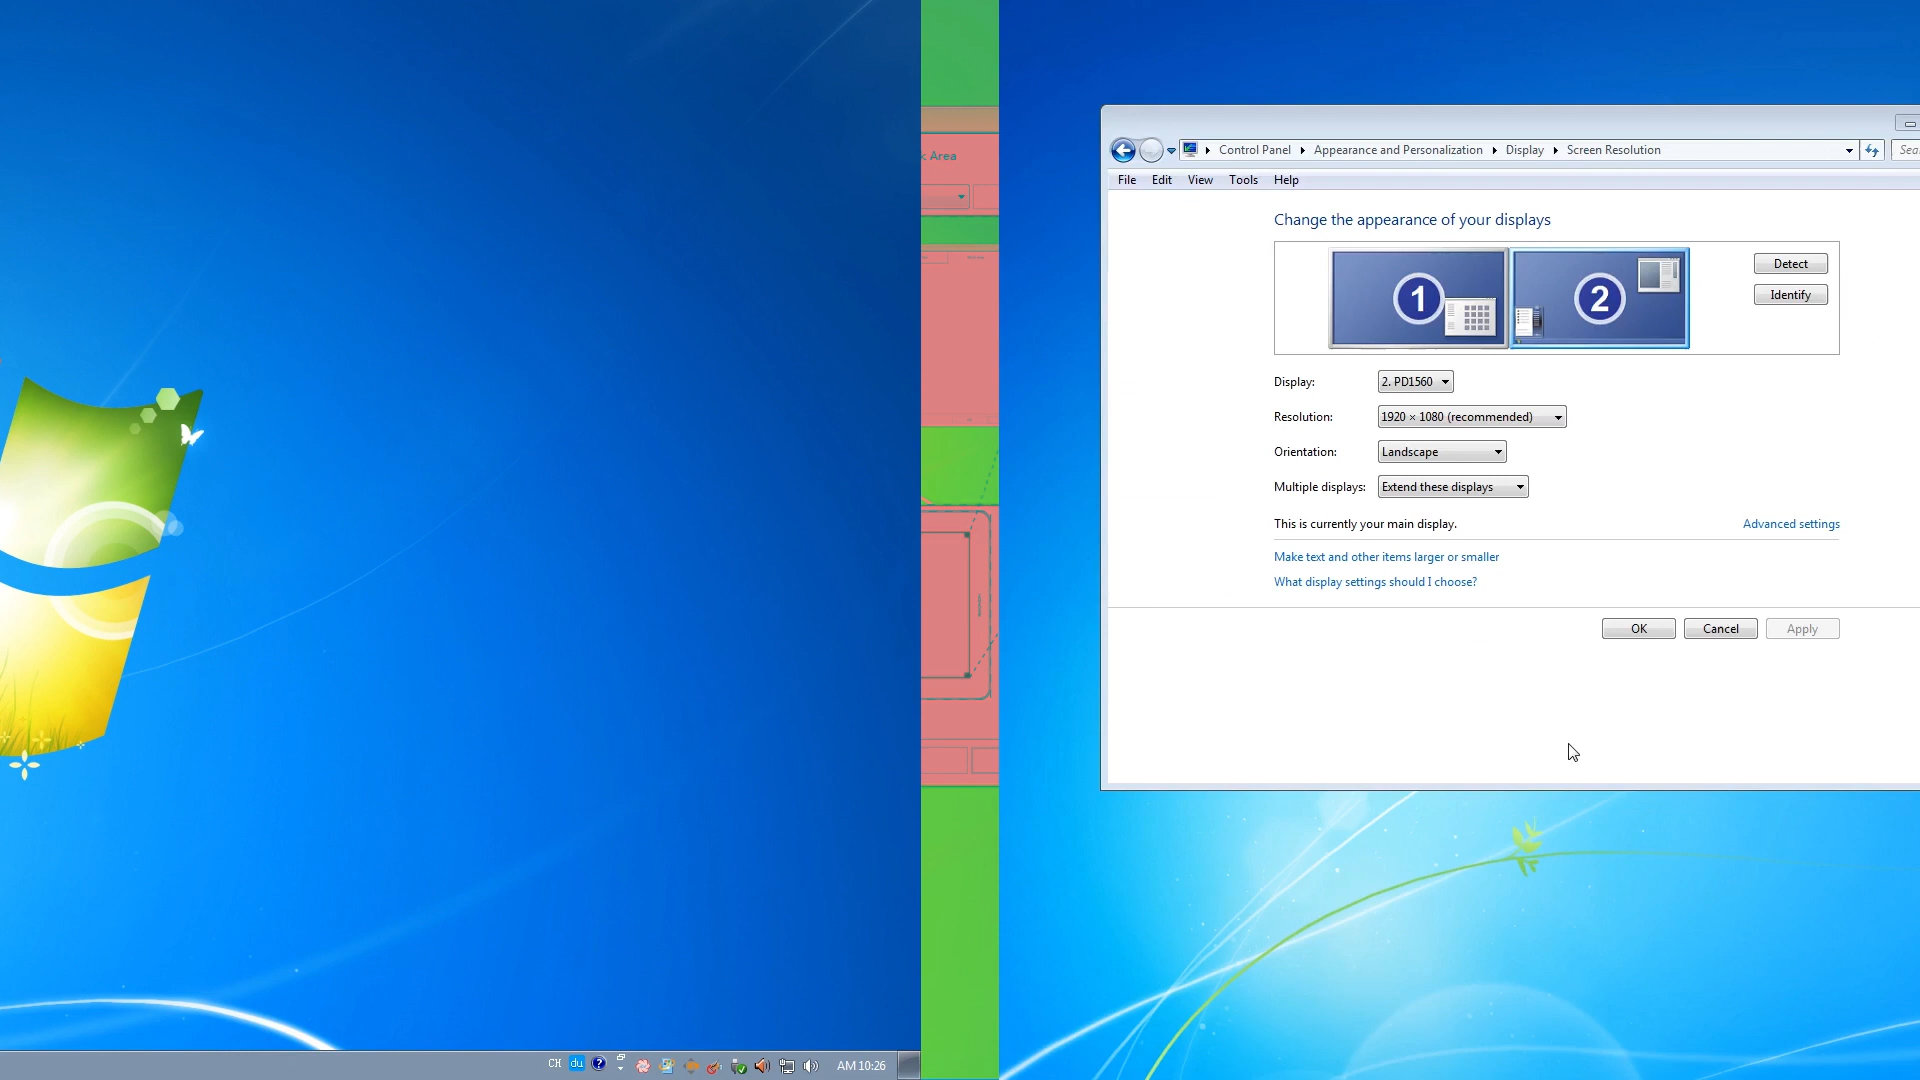 k Area
Control Panel Appearance and Personalization Display Screen Resolution
Sea
File Edit View Tools Help
Change the appearance of your displays
1 2
Detect
Identify
Display: 2. PD1560
Resolution: 1920 × 1080 (recommended)
Orientation: Landscape
Multiple displays: Extend these displays
This is currently your main display. Advanced settings
Make text and other items larger or smaller
What display settings should I choose?
OK Cancel Apply
CH du ? AM 10:26